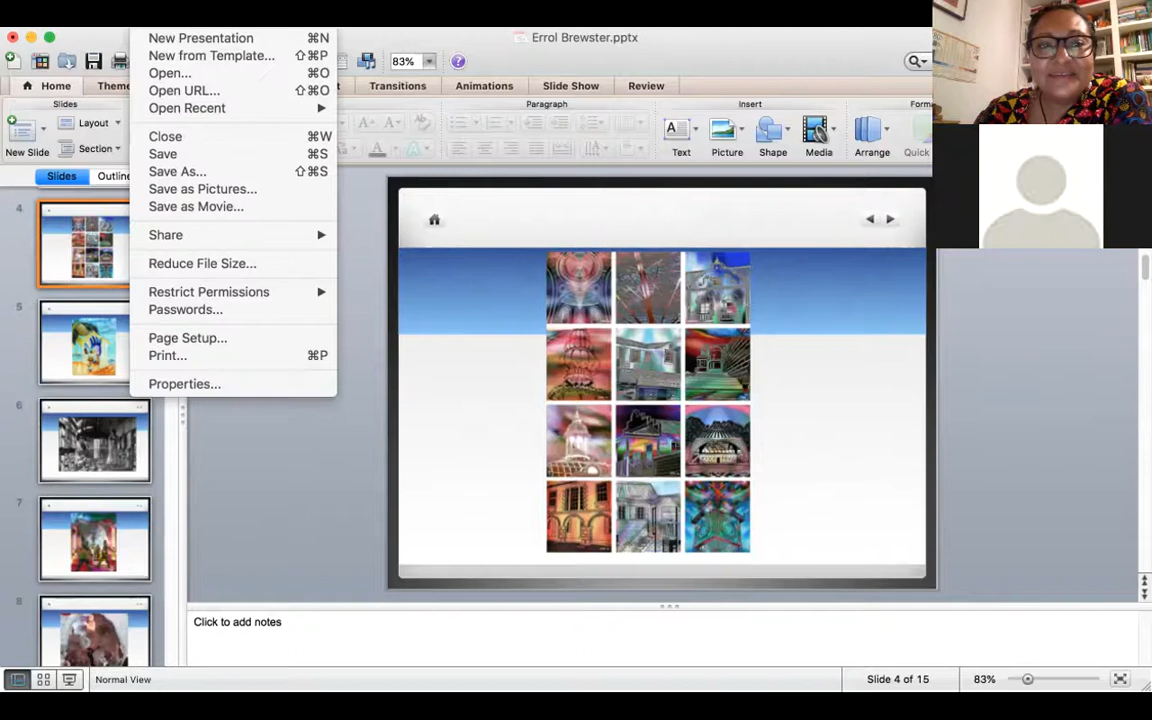 New Presentation ⌘N
New from Template... ⇧⌘P
Open... ⌘O
Open URL... ⇧⌘O
Open Recent
Close ⌘W
Save ⌘S
Save As... ⇧⌘S
Save as Pictures...
Save as Movie...
Share
Reduce File Size...
Restrict Permissions
Passwords...
Page Setup...
Print... ⌘P
Properties...
Errol Brewster.pptx
83%
Home
Theme
Transitions
Animations
Slide Show
Review
Slides
Paragraph
Insert
Forma
New Slide
Layout
Section
Text
Picture
Shape
Media
Arrange
Quick
Slides
Outline
4
5
6
7
8
Click to add notes
Normal View
Slide 4 of 15
83%